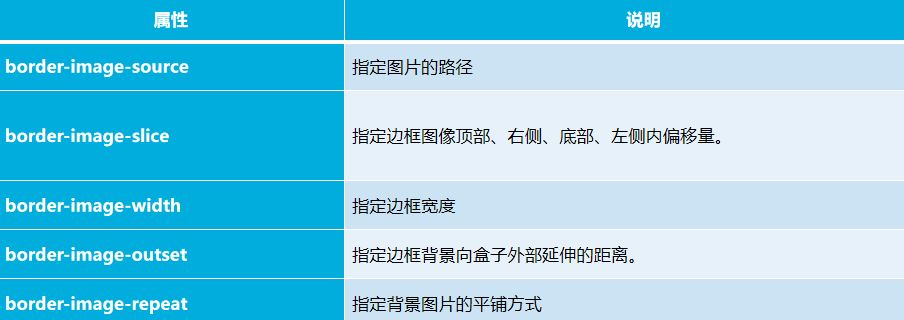 属性 说明
border-image-source 指定图片的路径
border-image-slice 指定边框图像顶部、右侧、底部、左侧内偏移量。
border-image-width 指定边框宽度
border-image-outset 指定边框背景向盒子外部延伸的距离。
border-image-repeat 指定背景图片的平铺方式